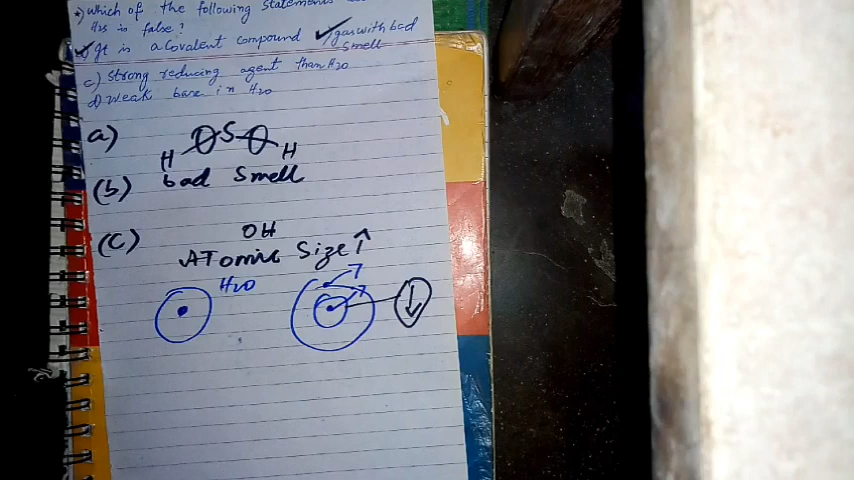 *) Which of the following Statements
H2S is false?
a) It is a Covalent compound b) gas with bad
Smell
c) Strong reducing agent than H2O
d) Weak base in H2O
a)
S
H H
(b) bad Smell
(C) OH
ATomic Size ↑
H2O